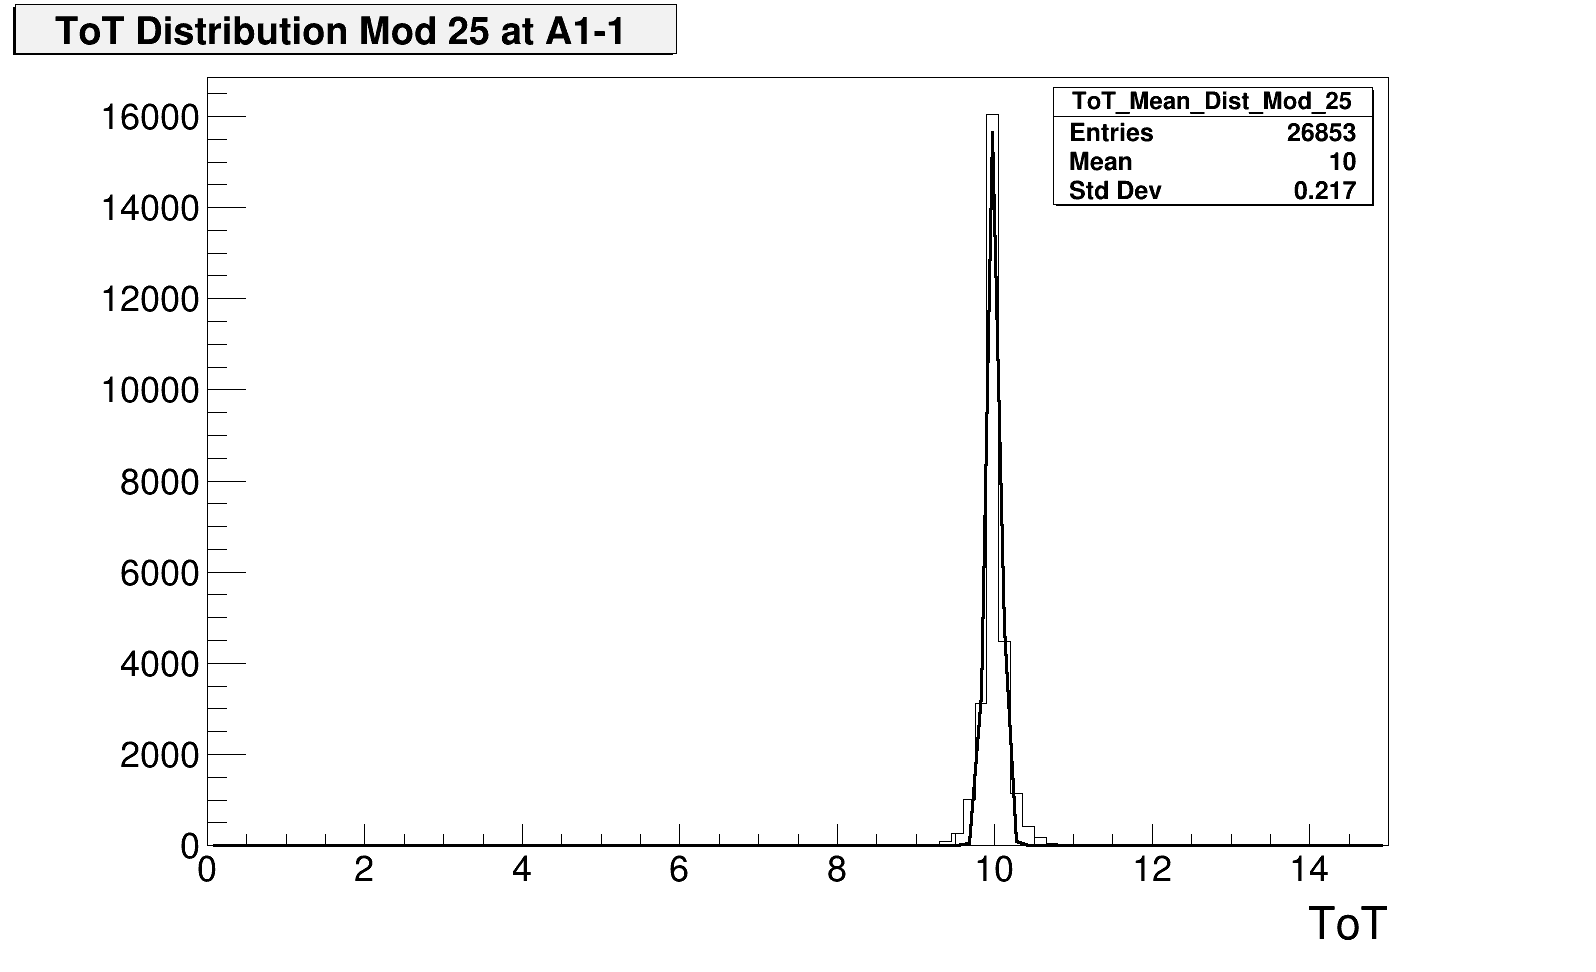 ToT Distribution Mod 25 at A1-1
ToT_Mean_Dist_Mod_25
Entries 26853
Mean 10
Std Dev 0.217
16000
14000
12000
10000
8000
6000
4000
2000
0
0 2 4 6 8 10 12 14
ToT